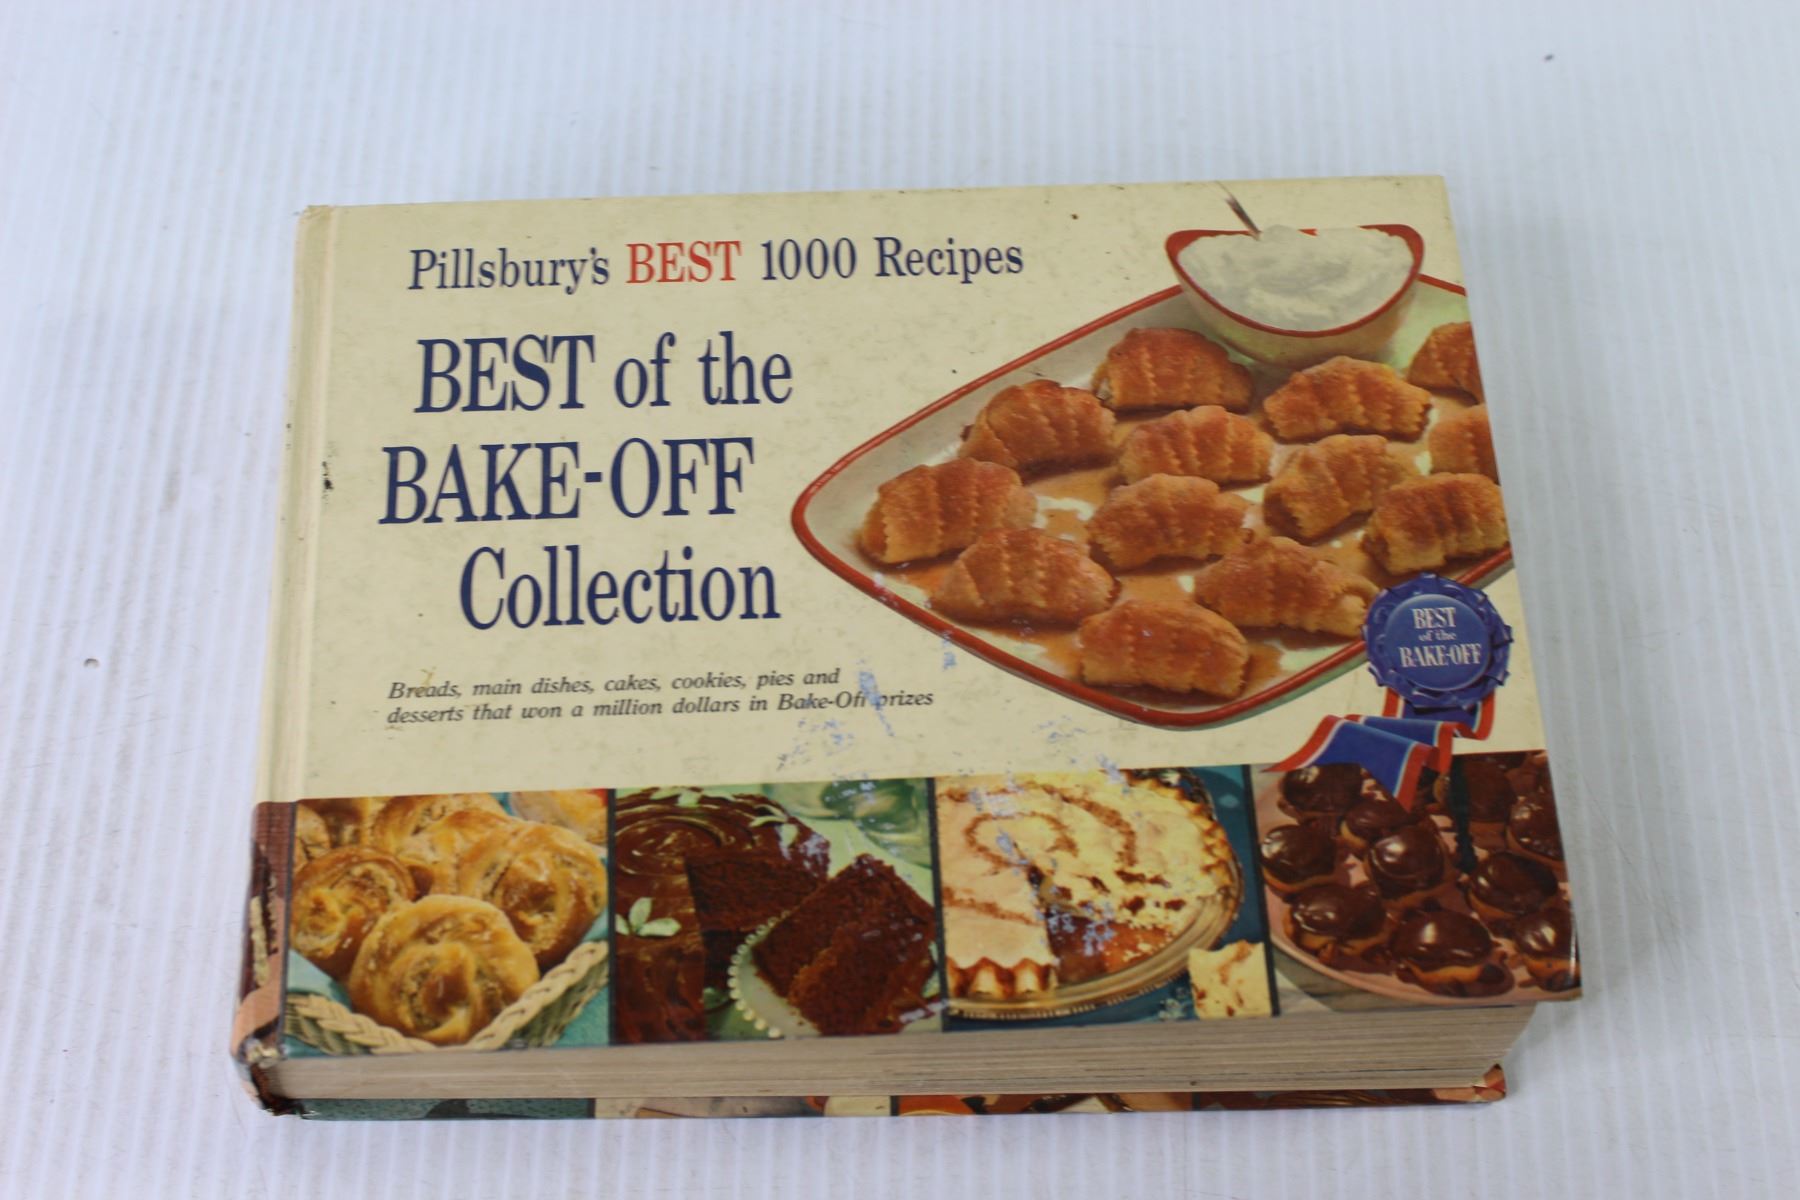 Pillsbury's BEST 1000 Recipes
BEST of the
BAKE-OFF
Collection
Breads, main dishes, cakes, cookies, pies and
desserts that won a million dollars in Bake-Off prizes
BEST
of the
BAKE-OFF